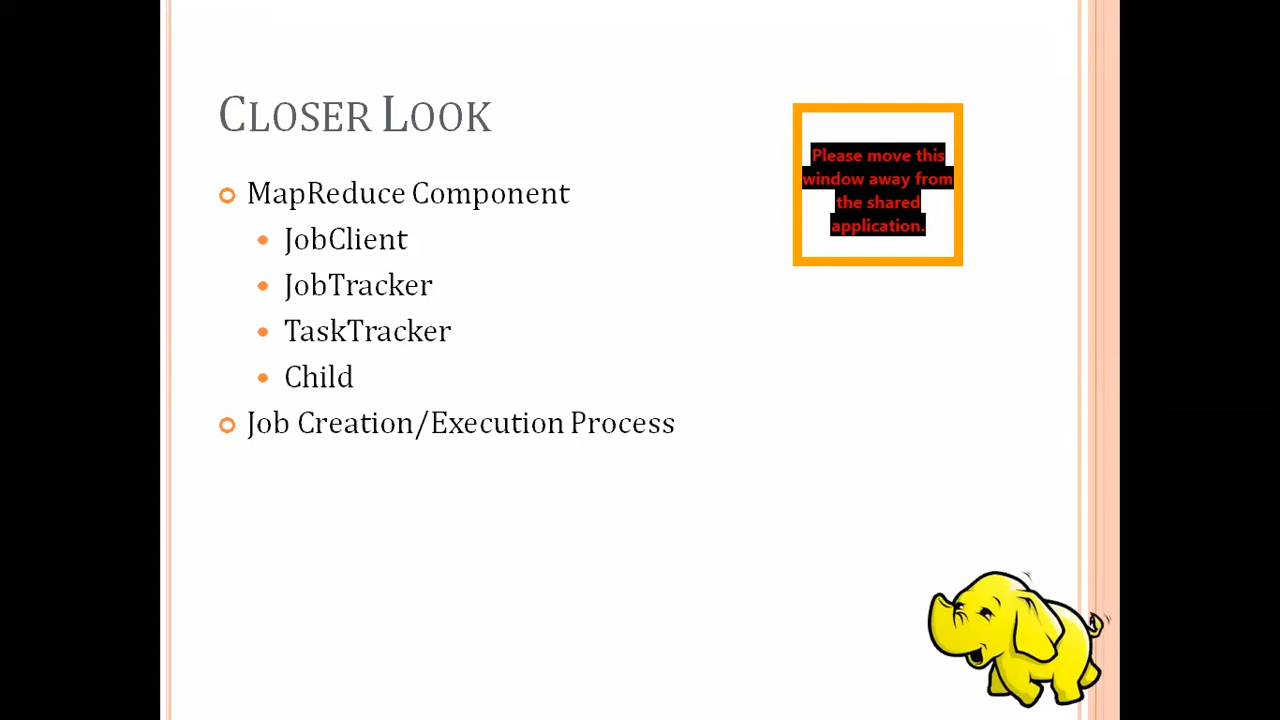 CLOSER LOOK
MapReduce Component
JobClient
JobTracker
TaskTracker
Child
Job Creation/Execution Process
Please move this
window away from
the shared
application.